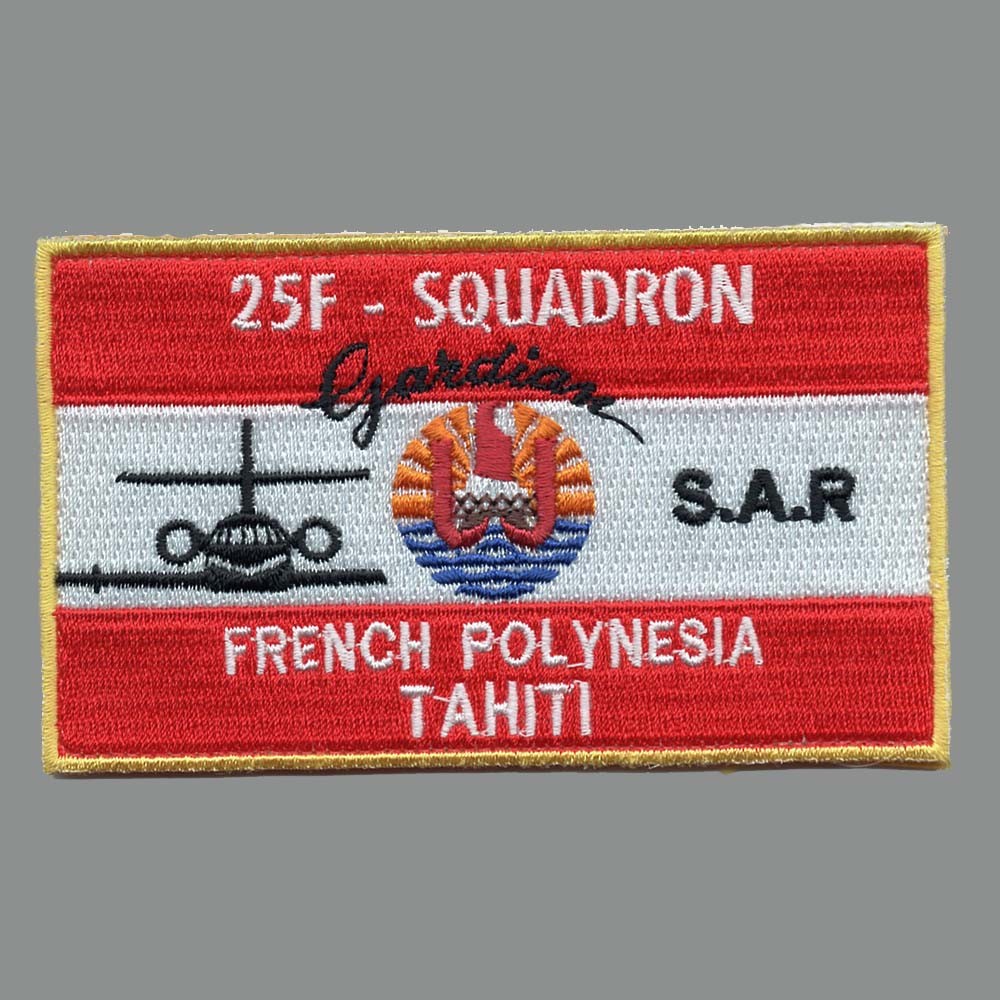 25F - SQUADRON
Gardian
S.A.R
FRENCH POLYNESIA
TAHITI